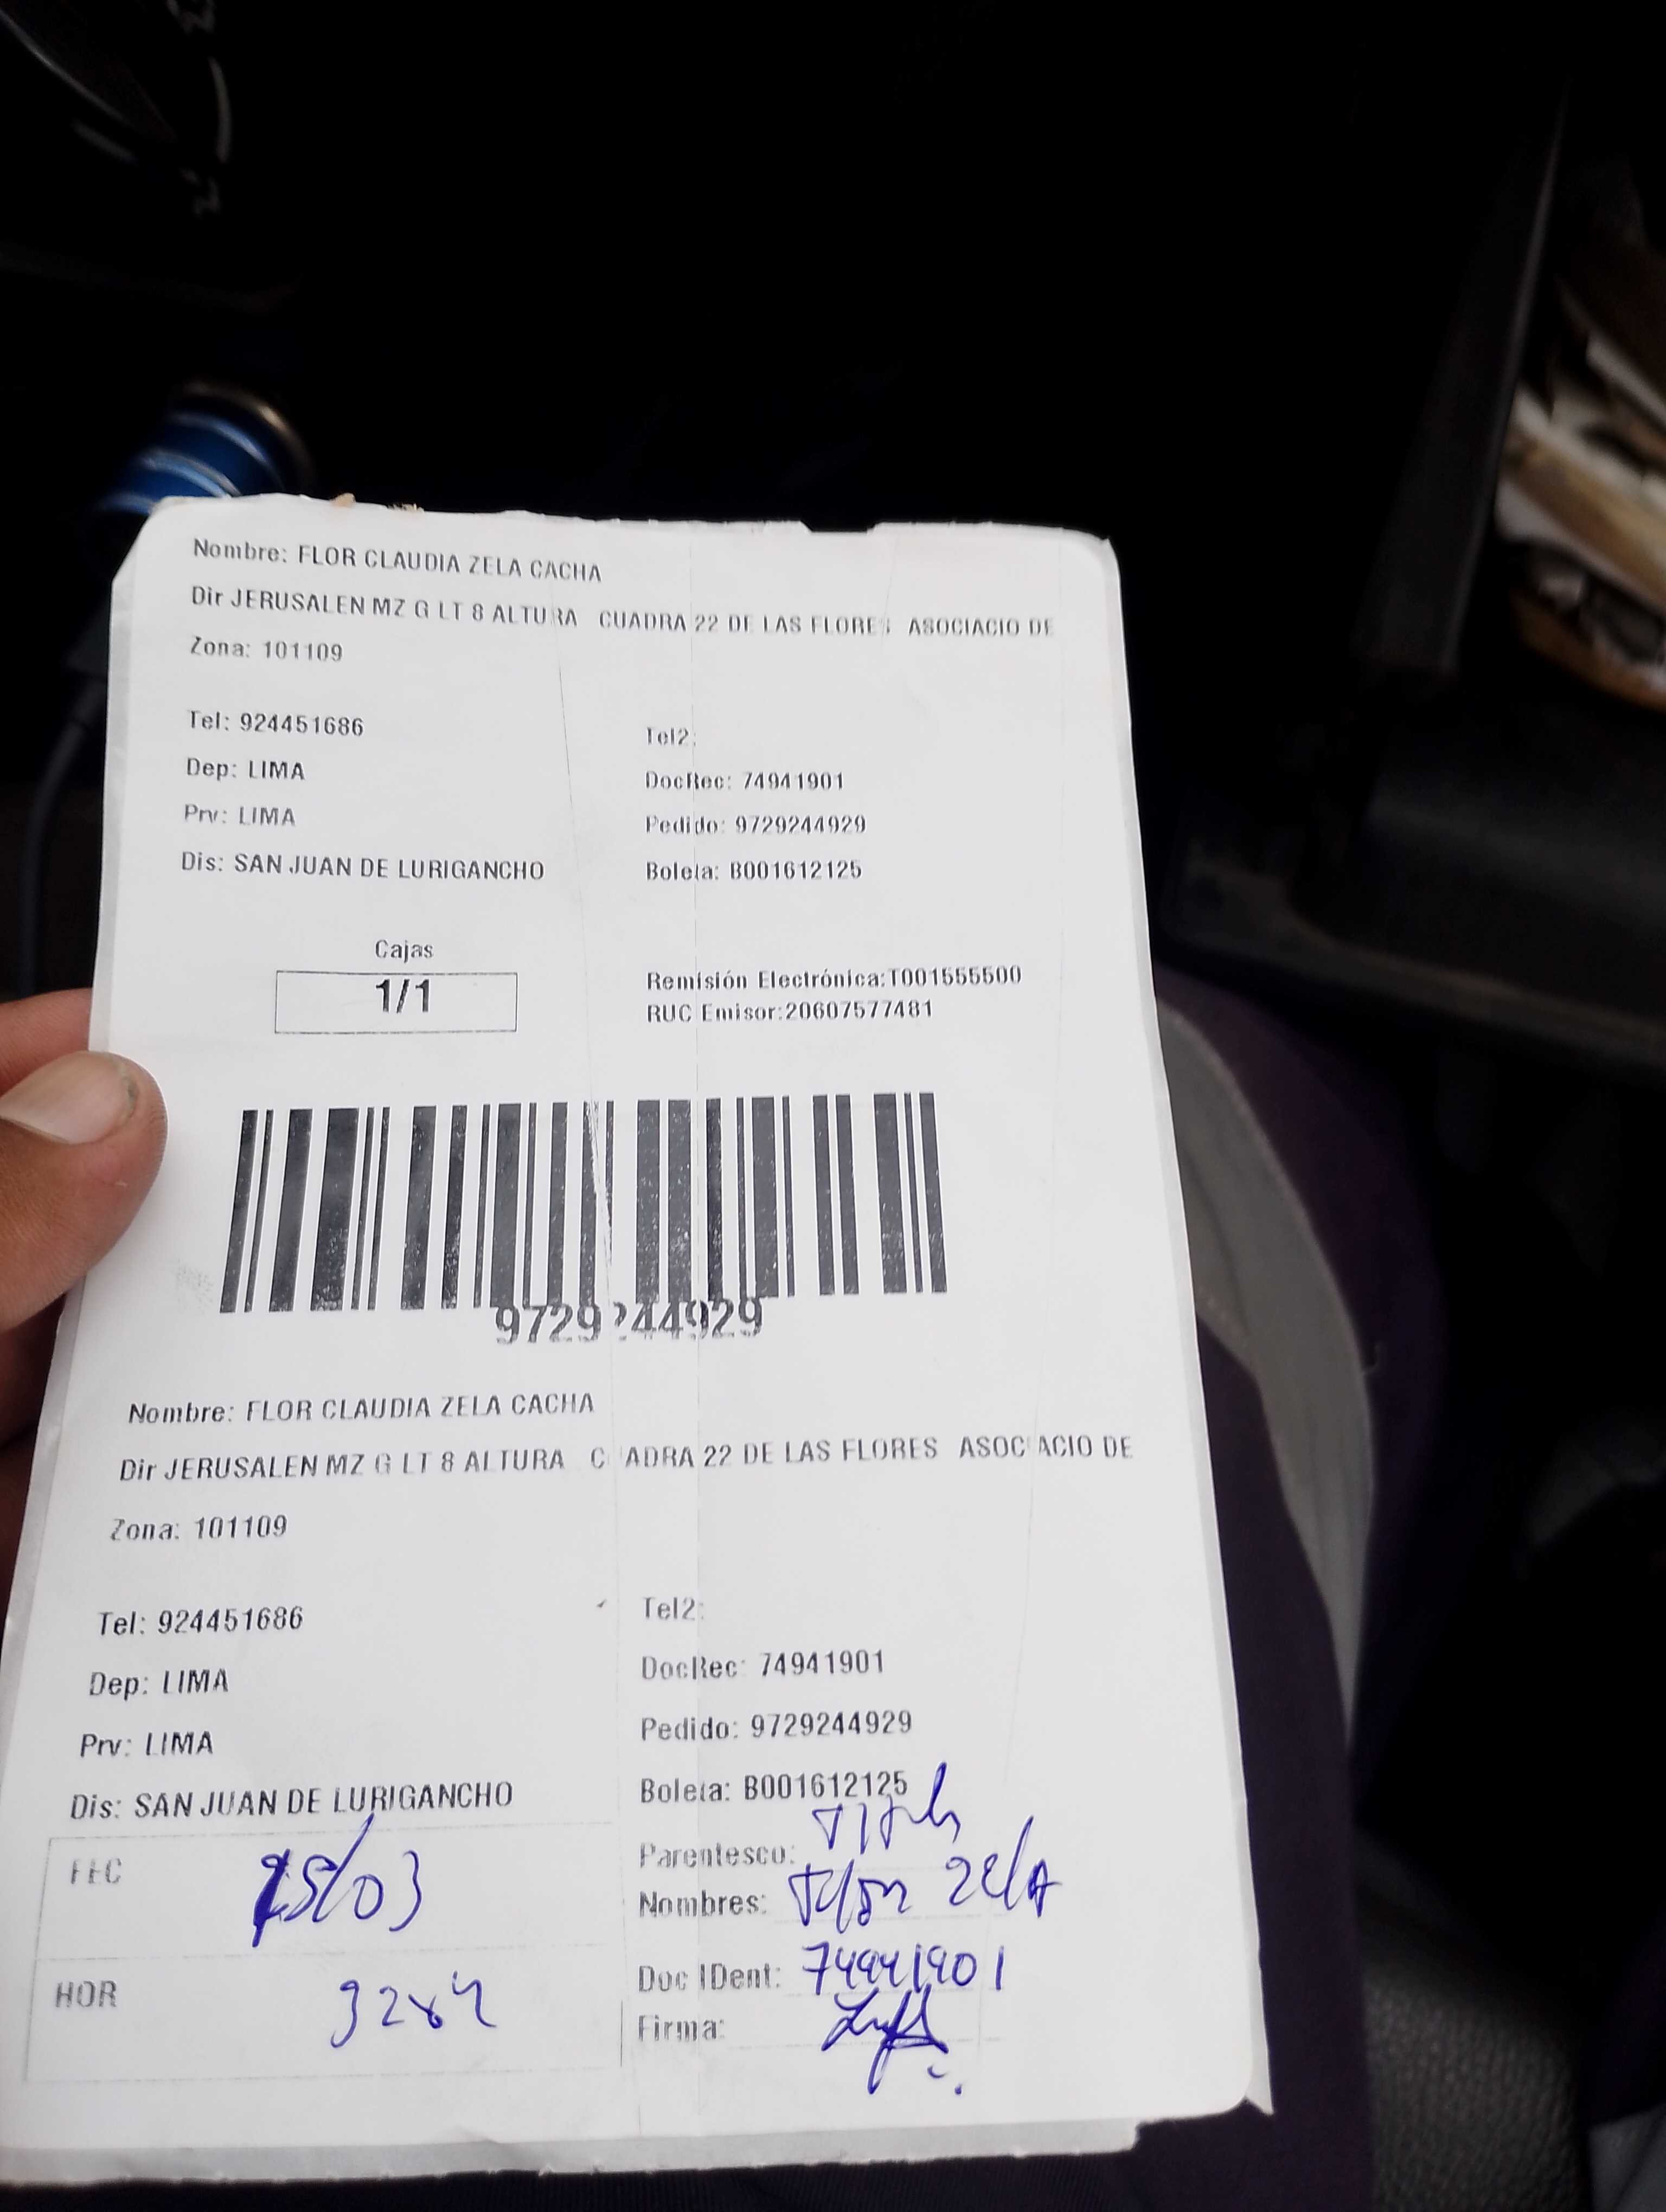 Nombre: FLOR CLAUDIA ZELA CACHA
Dir JERUSALEN MZ G LT 8 ALTURA CUADRA 22 DE LAS FLORES ASOCIACIO DE
Zona: 101109
Tel: 924451686 Tel2:
Dep: LIMA DocRec: 74941901
Prv: LIMA Pedido: 9729244929
Dis: SAN JUAN DE LURIGANCHO Boleta: B001612125
Cajas
1/1
Remisión Electrónica:T001555500
RUC Emisor:20607577481
9729244929
Nombre: FLOR CLAUDIA ZELA CACHA
Dir JERUSALEN MZ G LT 8 ALTURA CUADRA 22 DE LAS FLORES ASOCIACIO DE
Zona: 101109
Tel: 924451686 Tel2:
Dep: LIMA DocRec: 74941901
Prv: LIMA Pedido: 9729244929
Dis: SAN JUAN DE LURIGANCHO Boleta: B001612125
FEC 25/03
Parentesco:
Nombres: Zela
Doc IDent: 74941901
HOR
Firma: